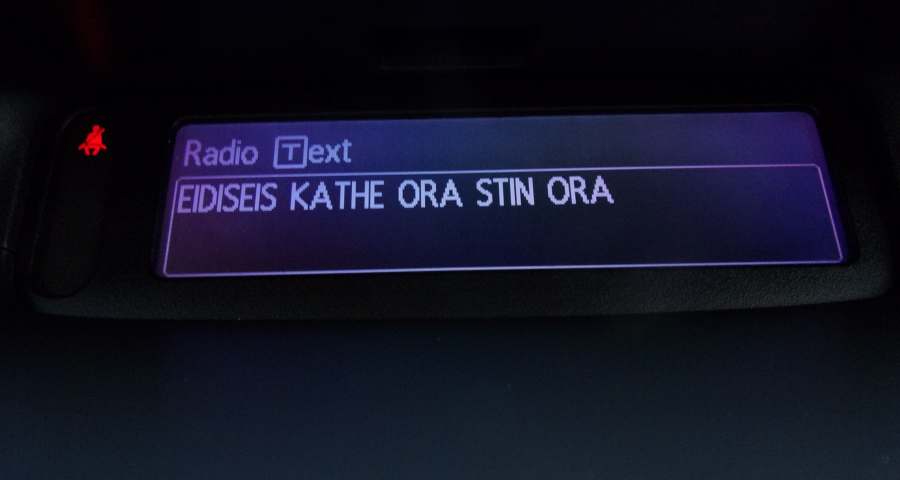 Radio Text
EIDISEIS KATHE ORA STIN ORA